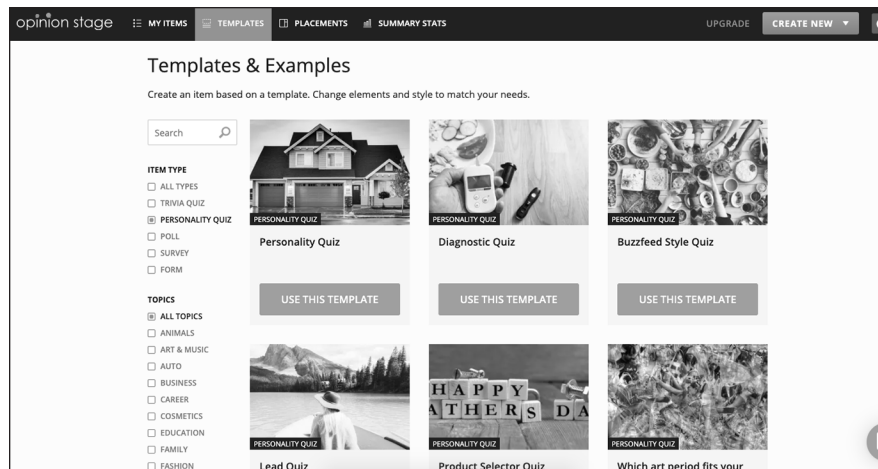 opinion stage
MY ITEMS
TEMPLATES
PLACEMENTS
SUMMARY STATS
UPGRADE
CREATE NEW
Templates & Examples
Create an item based on a template. Change elements and style to match your needs.
Search
ITEM TYPE
ALL TYPES
TRIVIA QUIZ
PERSONALITY QUIZ
POLL
SURVEY
FORM
TOPICS
ALL TOPICS
ANIMALS
ART & MUSIC
AUTO
BUSINESS
CAREER
COSMETICS
EDUCATION
FAMILY
FASHION
PERSONALITY QUIZ
Personality Quiz
USE THIS TEMPLATE
PERSONALITY QUIZ
Diagnostic Quiz
USE THIS TEMPLATE
PERSONALITY QUIZ
Buzzfeed Style Quiz
USE THIS TEMPLATE
PERSONALITY QUIZ
Lead Quiz
HAPPY
ATHERS DA
PERSONALITY QUIZ
Product Selector Quiz
PERSONALITY QUIZ
Which art period fits your